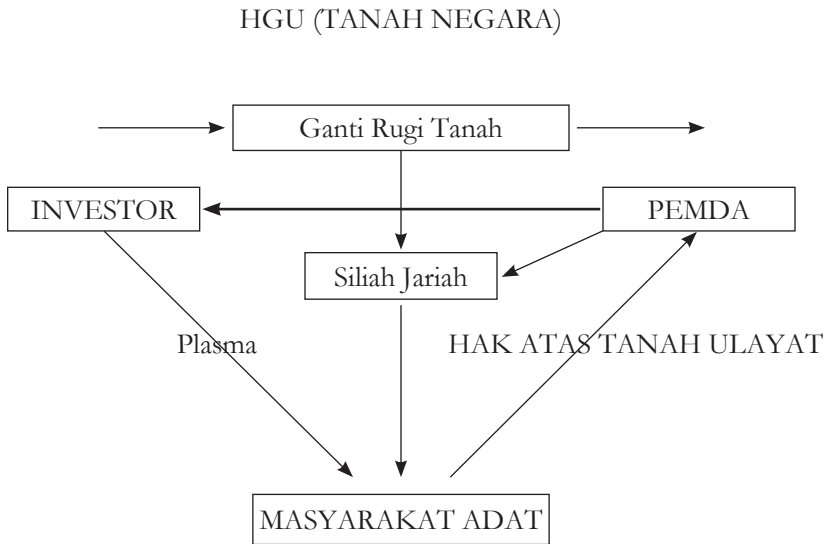 HGU (TANAH NEGARA)
Ganti Rugi Tanah
INVESTOR
PEMDA
Siliah Jariah
Plasma
HAK ATAS TANAH ULAYAT
MASYARAKAT ADAT